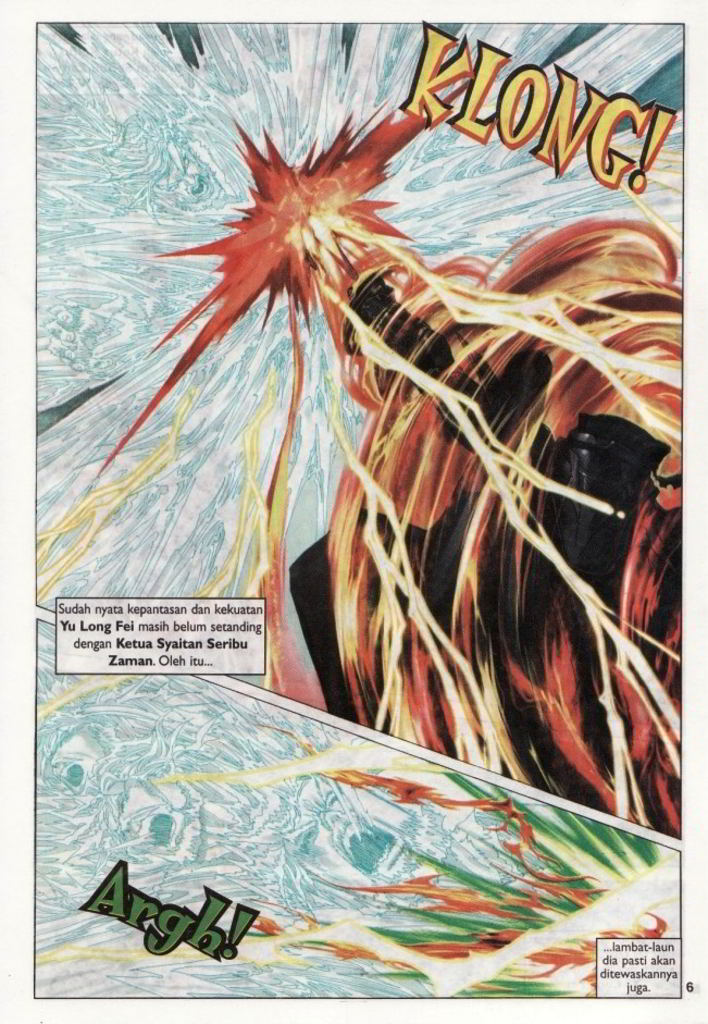 KLONG!
Sudah nyata kepantasan dan kekuatan
Yu Long Fei masih belum setanding
dengan Ketua Syaitan Seribu
Zaman. Oleh itu...
Argh!
...lambat-laun
dia pasti akan
ditewaskannya
juga.
6